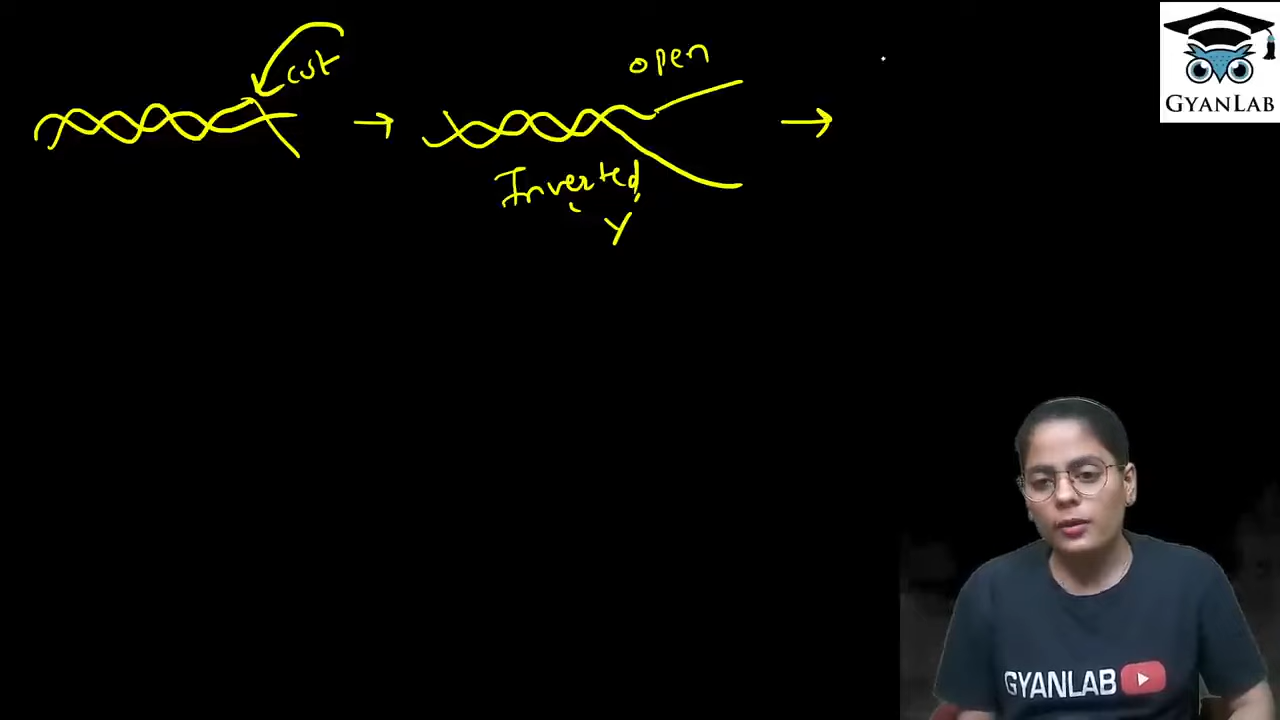 cut
open
Inverted
Y
GYANLAB
GYANLAB